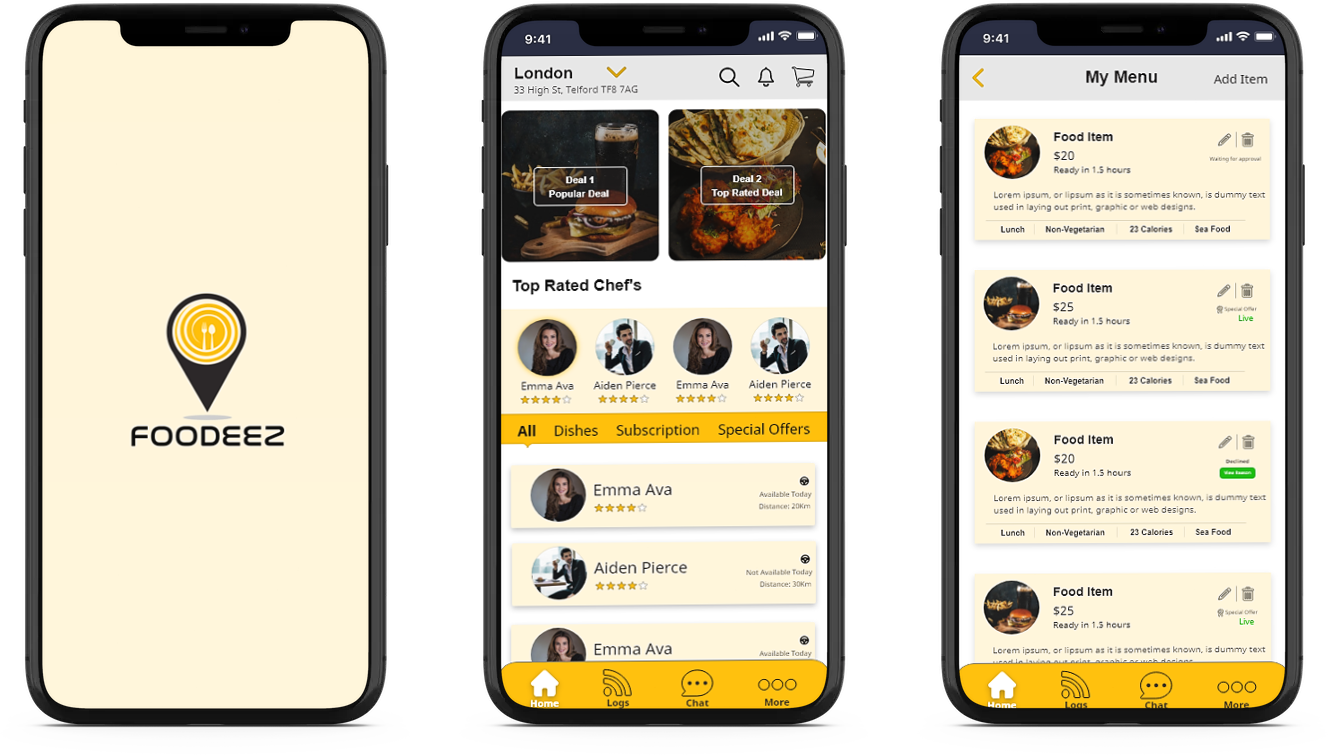 FOODEEZ
9:41
London
33 High St, Telford TF8 7AG
Deal 1
Popular Deal
Deal 2
Top Rated Deal
Top Rated Chef's
Emma Ava
Aiden Pierce
Emma Ava
Aiden Pierce
All Dishes Subscription Special Offers
Emma Ava
Available Today
Distance: 20Km
Aiden Pierce
Not Available Today
Distance: 30Km
Emma Ava
Available Today
Home Logs Chat More
9:41
My Menu Add Item
Food Item
$20
Ready in 1.5 hours
Waiting for approval
Lorem ipsum, or lipsum as it is sometimes known, is dummy text
used in laying out print, graphic or web designs.
Lunch Non-Vegetarian 23 Calories Sea Food
Food Item
$25
Ready in 1.5 hours
Special Offer
Live
Lorem ipsum, or lipsum as it is sometimes known, is dummy text
used in laying out print, graphic or web designs.
Lunch Non-Vegetarian 23 Calories Sea Food
Food Item
$20
Ready in 1.5 hours
Declined
View Reason
Lorem ipsum, or lipsum as it is sometimes known, is dummy text
used in laying out print, graphic or web designs.
Lunch Non-Vegetarian 23 Calories Sea Food
Food Item
$25
Ready in 1.5 hours
Special Offer
Live
Lorem ipsum, or lipsum as it is sometimes known, is dummy text
used in laying out print, graphic or web designs.
Home Logs Chat More